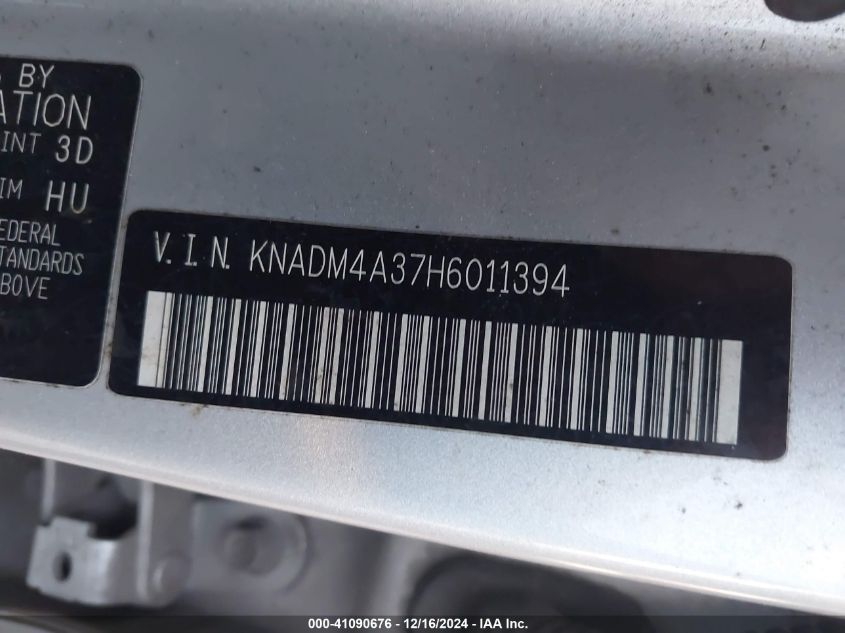 BY
ATION
INT 3D
IM HU
EDERAL
STANDARDS
BOVE
V.I.N. KNADM4A37H6011394
000-41090676 - 12/16/2024 - IAA Inc.